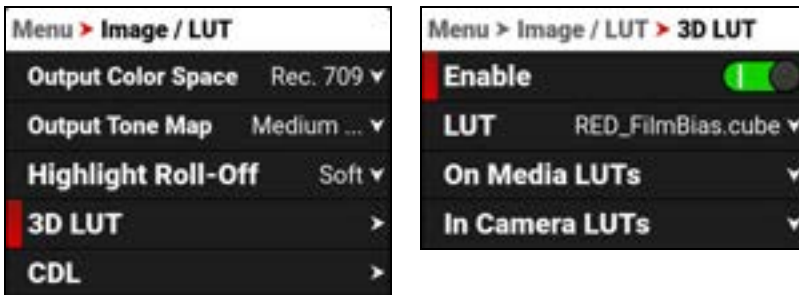 Menu > Image / LUT
Output Color Space Rec. 709
Output Tone Map Medium ...
Highlight Roll-Off Soft
3D LUT >
CDL >
Menu > Image / LUT > 3D LUT
Enable
LUT RED_FilmBias.cube
On Media LUTs
In Camera LUTs